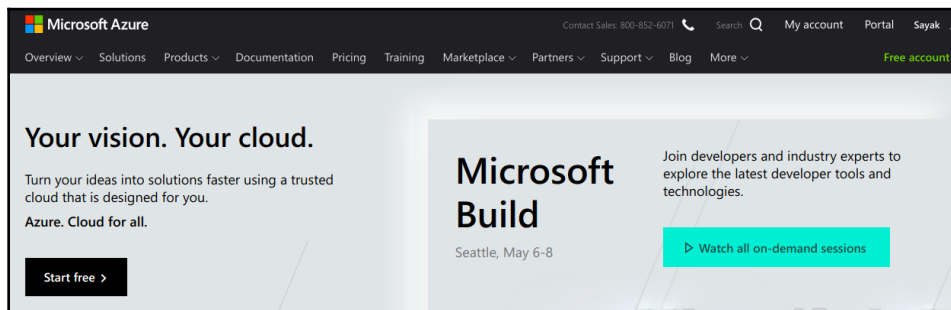 Microsoft Azure
Contact Sales: 800-852-6071 Search My account Portal Sayak
Overview Solutions Products Documentation Pricing Training Marketplace Partners Support Blog More Free account
Your vision. Your cloud.
Turn your ideas into solutions faster using a trusted
cloud that is designed for you.
Azure. Cloud for all.
Start free
Microsoft
Build
Seattle, May 6-8
Join developers and industry experts to
explore the latest developer tools and
technologies.
Watch all on-demand sessions